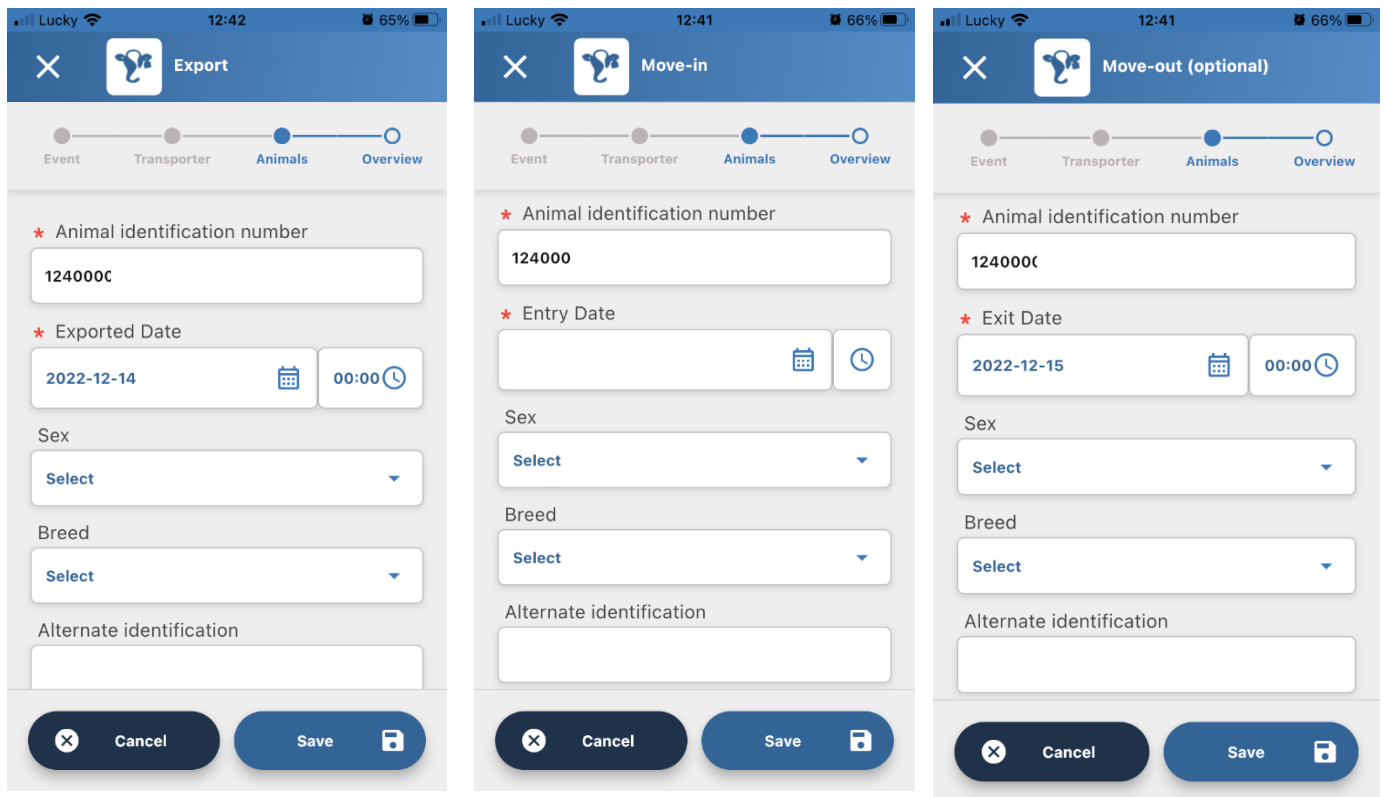 Lucky 12:42 65%
Export
Event Transporter Animals Overview
* Animal identification number
1240000
* Exported Date
2022-12-14 00:00
Sex
Select
Breed
Select
Alternate identification
Cancel Save
Lucky 12:41 66%
Move-in
Event Transporter Animals Overview
* Animal identification number
124000
* Entry Date
Sex
Select
Breed
Select
Alternate identification
Cancel Save
Lucky 12:41 66%
Move-out (optional)
Event Transporter Animals Overview
* Animal identification number
1240000
* Exit Date
2022-12-15 00:00
Sex
Select
Breed
Select
Alternate identification
Cancel Save